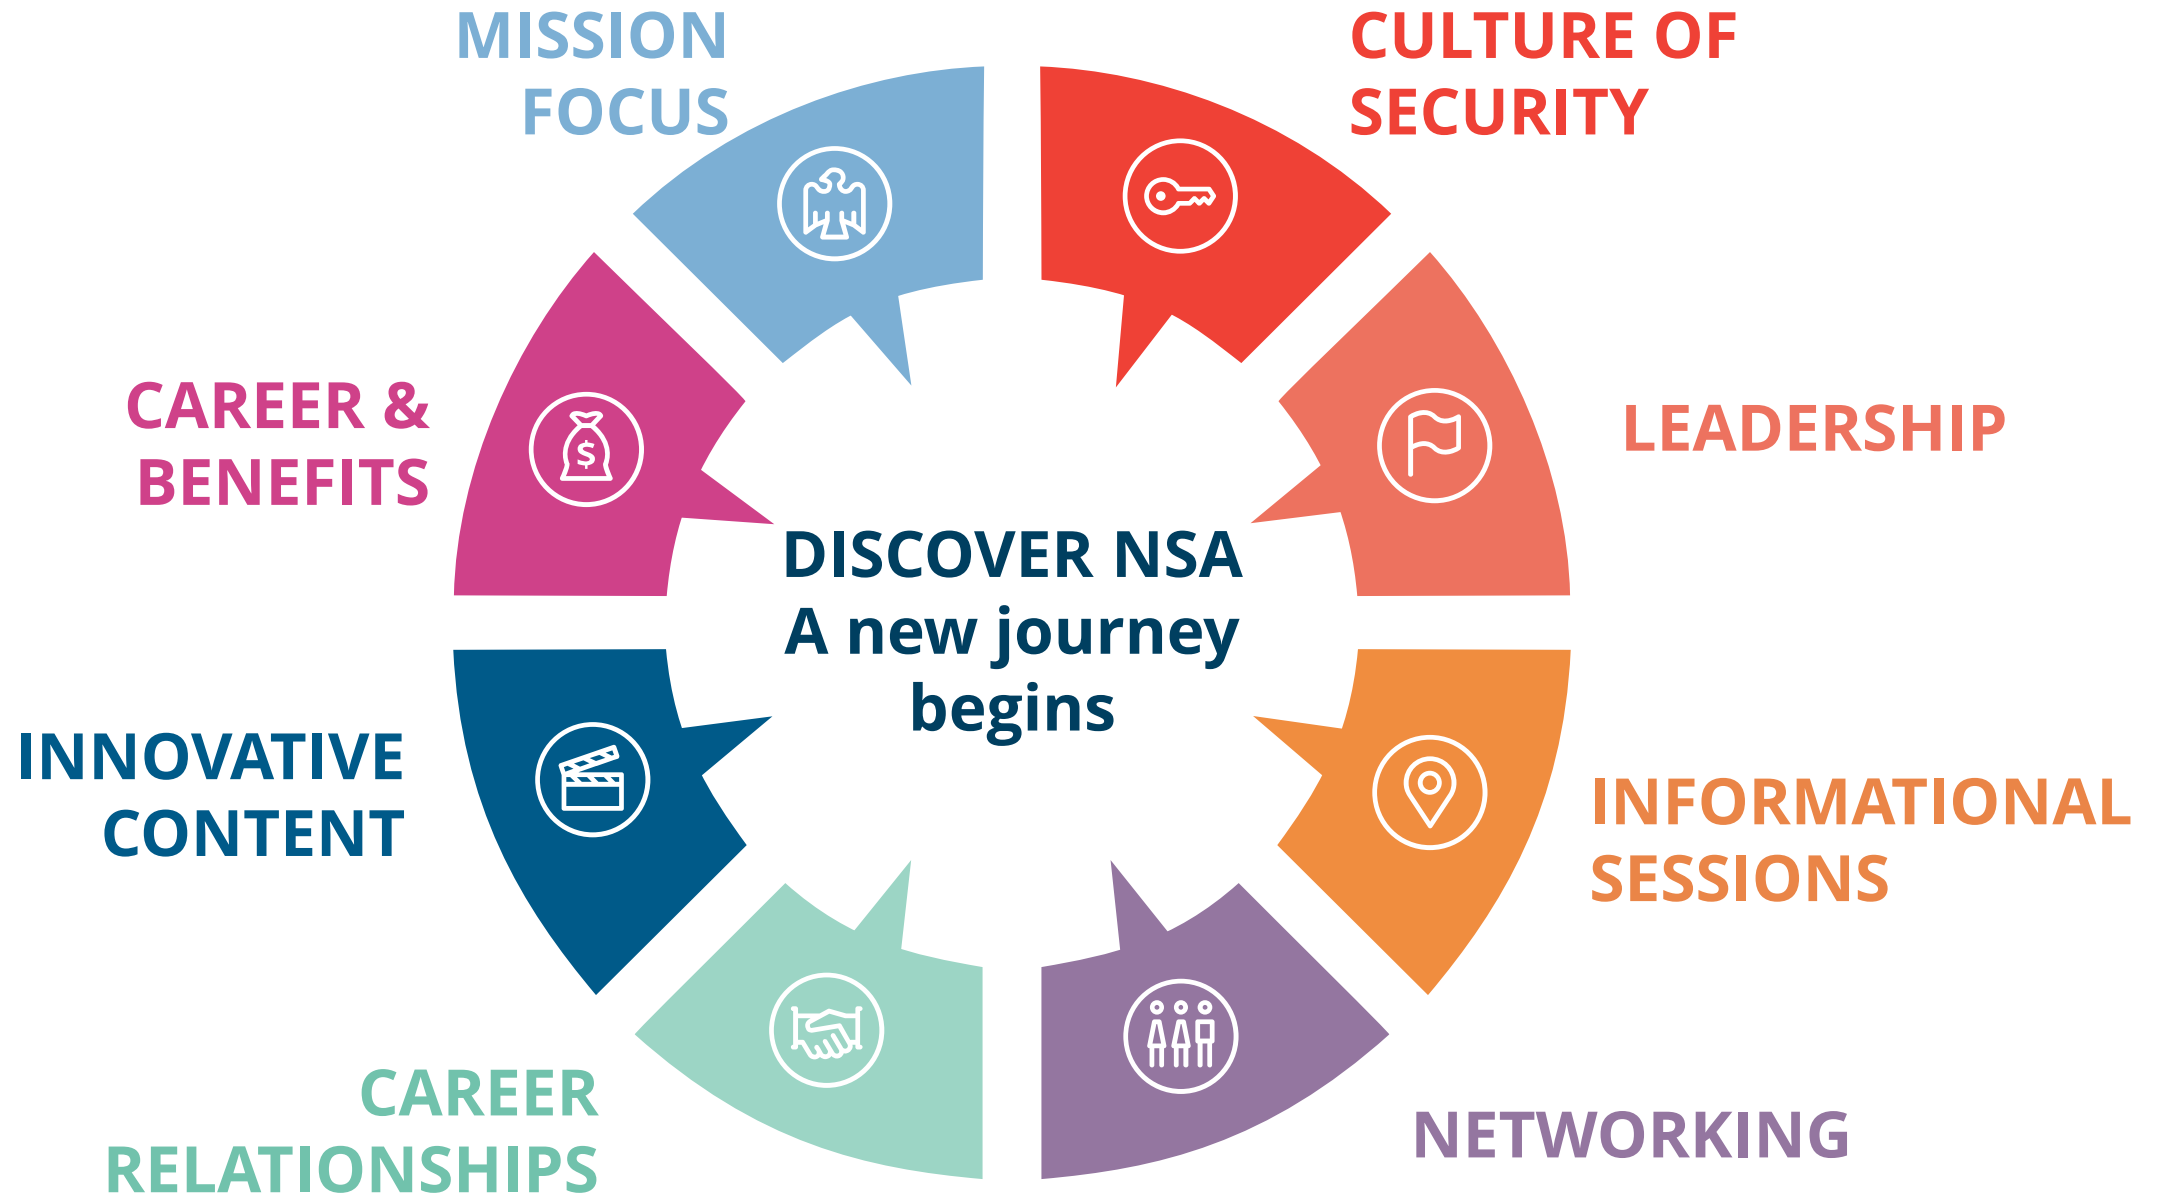 MISSION
FOCUS
CULTURE OF
SECURITY
CAREER &
BENEFITS
$
LEADERSHIP
DISCOVER NSA
A new journey
begins
INNOVATIVE
CONTENT
INFORMATIONAL
SESSIONS
CAREER
RELATIONSHIPS
NETWORKING